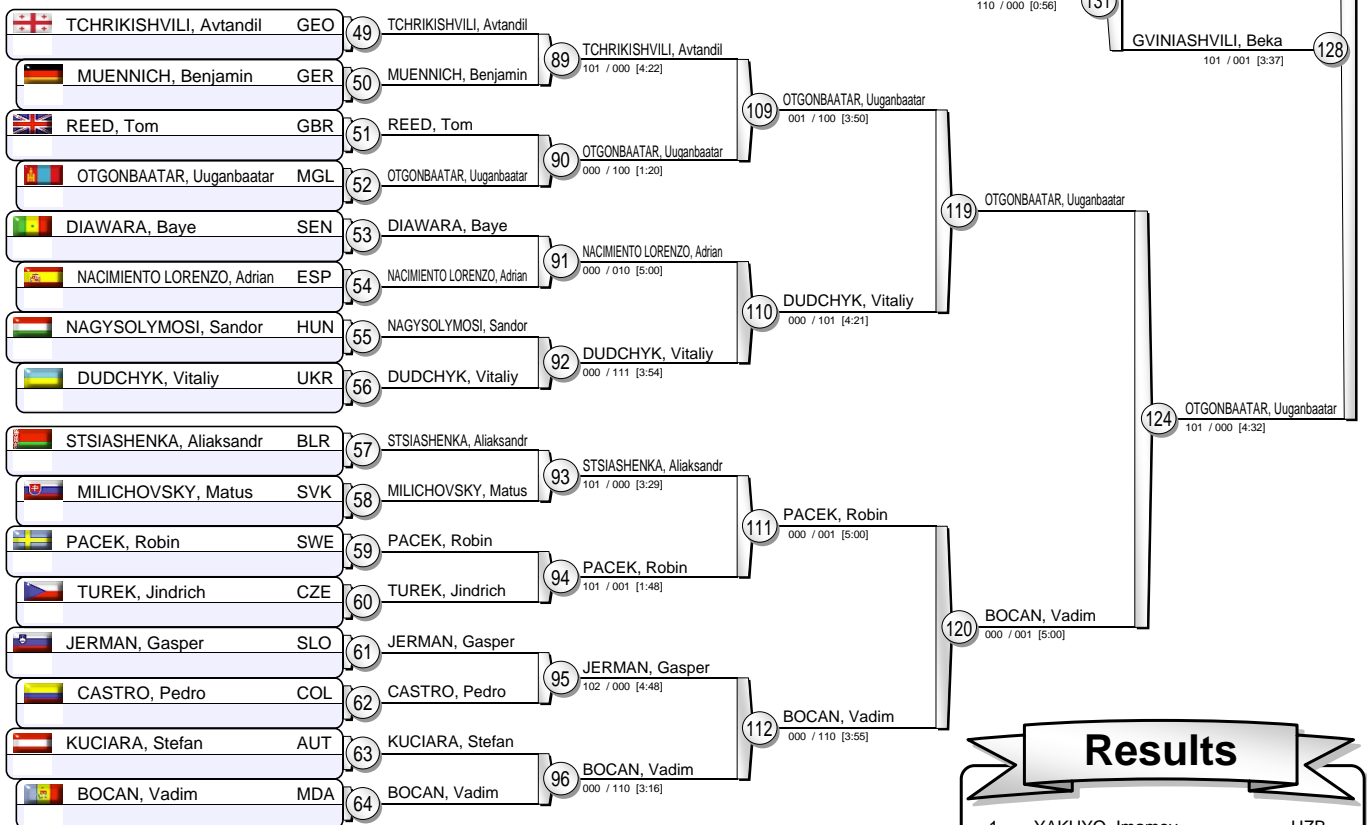 110 / 000 [0:56]
131
GVINIASHVILI, Beka
128
101 / 001 [3:37]
TCHRIKISHVILI, Avtandil GEO
49
TCHRIKISHVILI, Avtandil
89
TCHRIKISHVILI, Avtandil
101 / 000 [4:22]
MUENNICH, Benjamin GER
50
MUENNICH, Benjamin
109
OTGONBAATAR, Uuganbaatar
001 / 100 [3:50]
REED, Tom GBR
51
REED, Tom
90
OTGONBAATAR, Uuganbaatar
000 / 100 [1:20]
OTGONBAATAR, Uuganbaatar MGL
52
OTGONBAATAR, Uuganbaatar
119
OTGONBAATAR, Uuganbaatar
DIAWARA, Baye SEN
53
DIAWARA, Baye
91
NACIMIENTO LORENZO, Adrian
000 / 010 [5:00]
NACIMIENTO LORENZO, Adrian ESP
54
NACIMIENTO LORENZO, Adrian
110
DUDCHYK, Vitaliy
000 / 101 [4:21]
NAGYSOLYMOSI, Sandor HUN
55
NAGYSOLYMOSI, Sandor
92
DUDCHYK, Vitaliy
000 / 111 [3:54]
DUDCHYK, Vitaliy UKR
56
DUDCHYK, Vitaliy
124
OTGONBAATAR, Uuganbaatar
101 / 000 [4:32]
STSIASHENKA, Aliaksandr BLR
57
STSIASHENKA, Aliaksandr
93
STSIASHENKA, Aliaksandr
101 / 000 [3:29]
MILICHOVSKY, Matus SVK
58
MILICHOVSKY, Matus
111
PACEK, Robin
000 / 001 [5:00]
PACEK, Robin SWE
59
PACEK, Robin
94
PACEK, Robin
101 / 001 [1:48]
TUREK, Jindrich CZE
60
TUREK, Jindrich
120
BOCAN, Vadim
000 / 001 [5:00]
JERMAN, Gasper SLO
61
JERMAN, Gasper
95
JERMAN, Gasper
102 / 000 [4:48]
CASTRO, Pedro COL
62
CASTRO, Pedro
112
BOCAN, Vadim
000 / 110 [3:55]
KUCIARA, Stefan AUT
63
KUCIARA, Stefan
96
BOCAN, Vadim
000 / 110 [3:16]
BOCAN, Vadim MDA
64
BOCAN, Vadim
Results